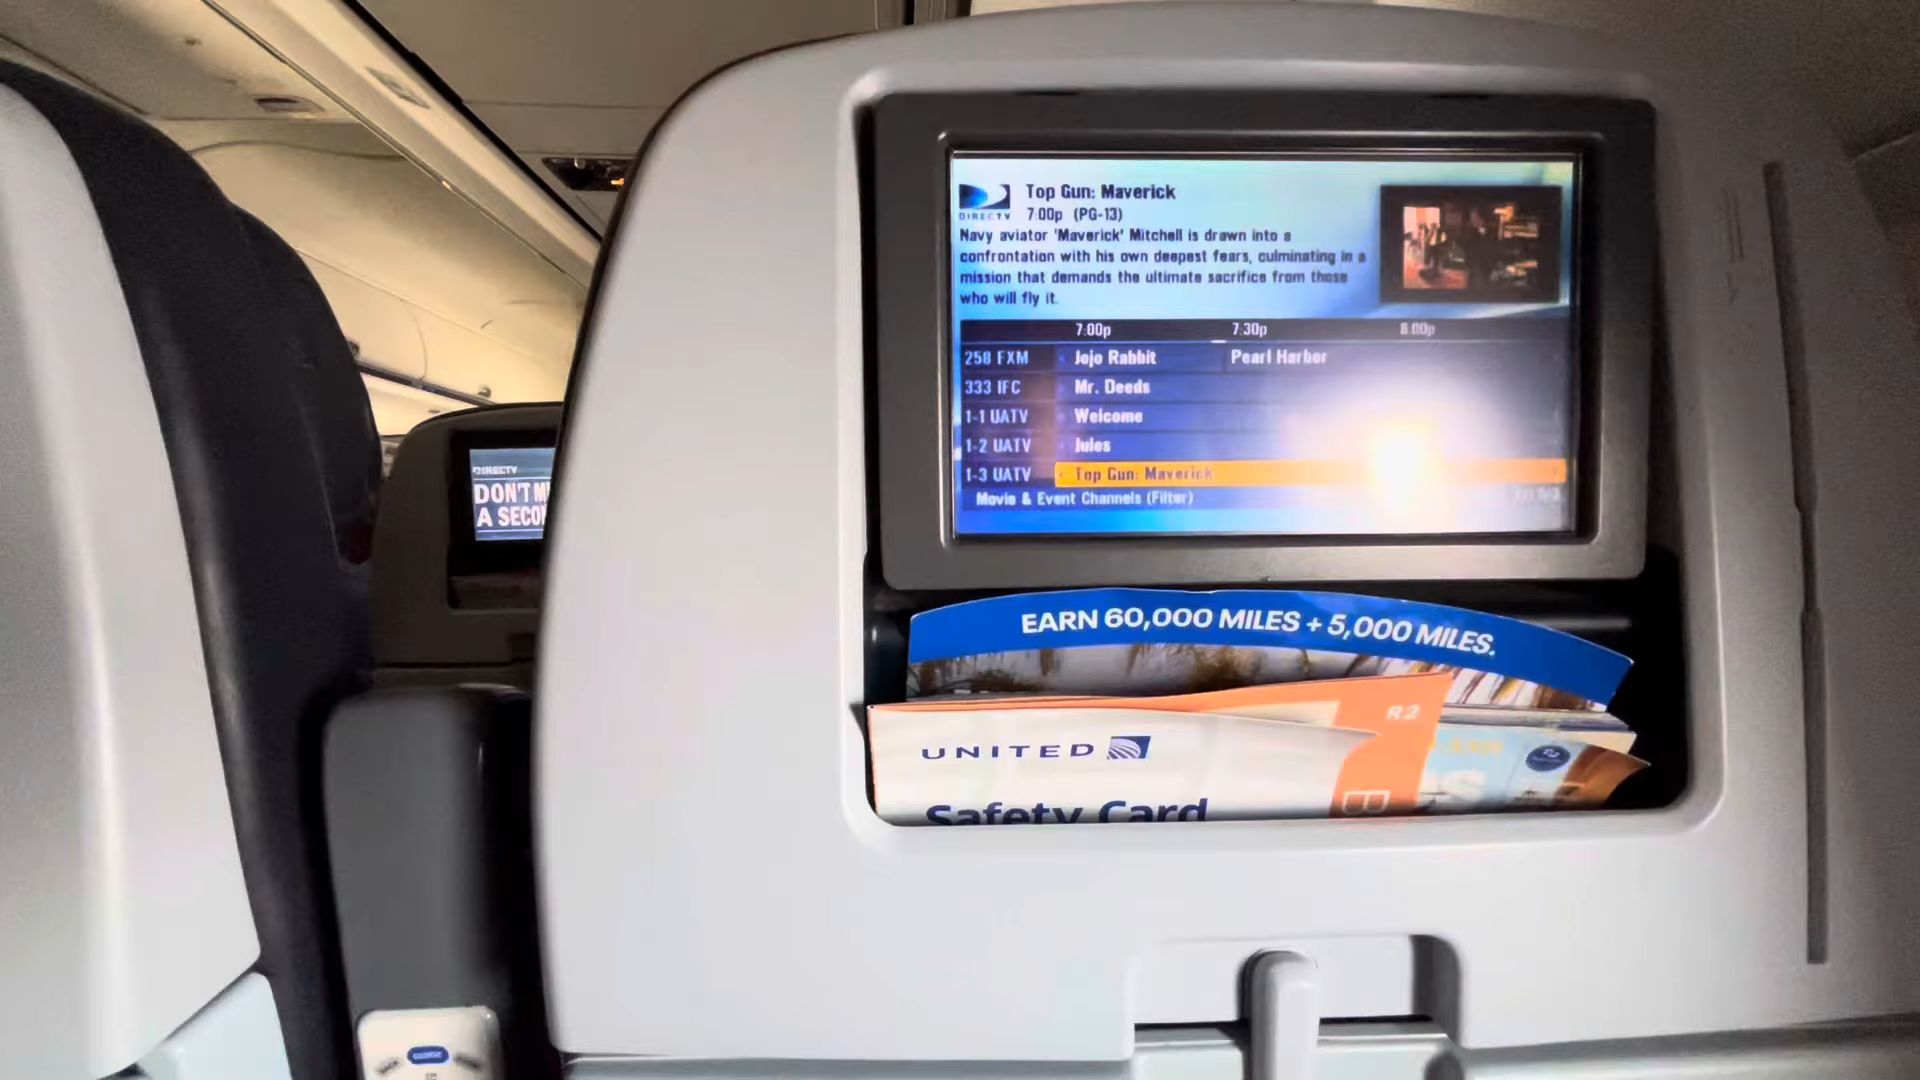 DIRECTV
Top Gun: Maverick
7:00p (PG-13)
Navy aviator 'Maverick' Mitchell is drawn into a
confrontation with his own deepest fears, culminating in a
mission that demands the ultimate sacrifice from those
who will fly it.
7:00p 7:30p 8:00p
258 FXM Jojo Rabbit Pearl Harbor
333 IFC Mr. Deeds
1-1 UATV Welcome
1-2 UATV Jules
1-3 UATV Top Gun: Maverick
Movie & Event Channels (Filter)
DIRECTV
DON'T
A
EARN 60,000 MILES + 5,000 MILES.
R2
UNITED
Safety Card